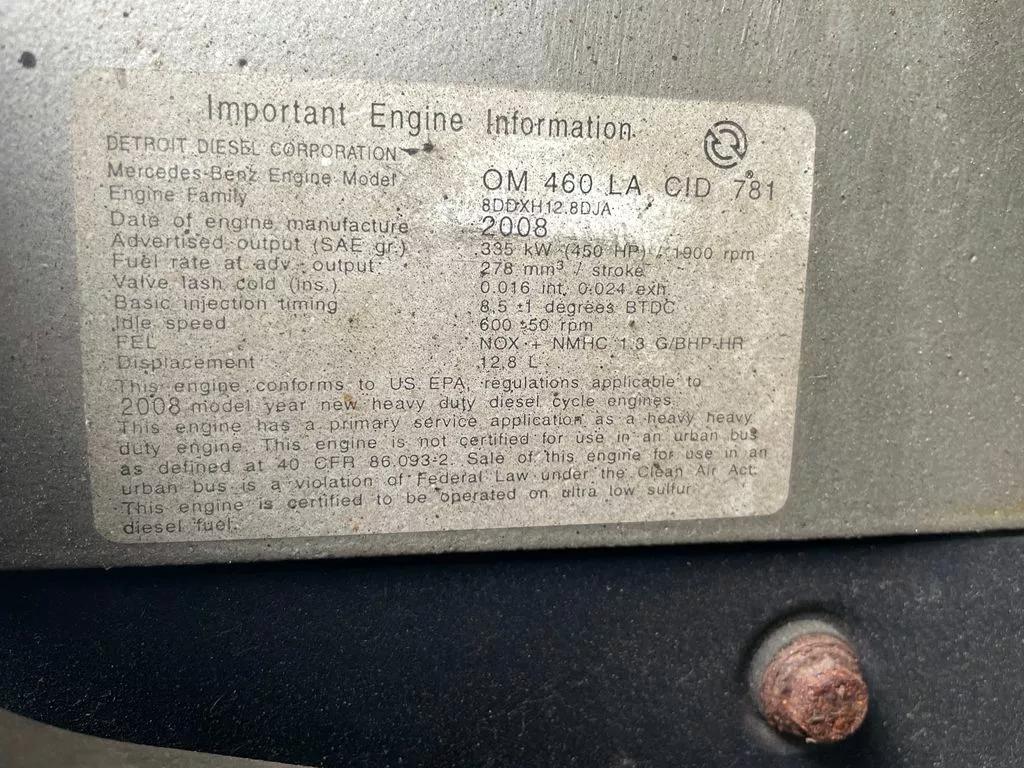 Important Engine Information
DETROIT DIESEL CORPORATION
Mercedes-Benz Engine Model OM 460 LA CID 781
Engine Family 8DDXH12.8DJA
Date of engine manufacture 2008
Advertised output (SAE gr.) 335 kW (450 HP) / 1900 rpm
Fuel rate at adv. output 278 mm³ / stroke
Valve lash cold (ins.) 0.016 int. 0.024 exh
Basic injection timing 8.5 ±1 degrees BTDC
Idle speed 600 ±50 rpm
FEL NOX + NMHC 1.3 G/BHP-HR
Displacement 12.8 L
This engine conforms to US. EPA, regulations applicable to
2008 model year new heavy duty diesel cycle engines.
This engine has a primary service application as a heavy heavy
duty engine. This engine is not certified for use in an urban bus
as defined at 40 CFR 86.093-2. Sale of this engine for use in an
urban bus is a violation of Federal Law under the Clean Air Act.
This engine is certified to be operated on ultra low sulfur
diesel fuel.